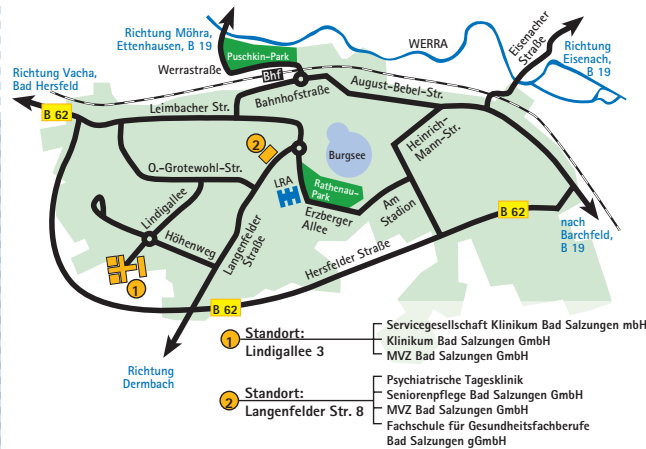 Richtung Möhra,
Ettenhausen, B 19
Puschkin-Park
WERRA
Eisenacher
Straße
Richtung
Eisenach,
B 19
Werrastraße
Bhf
Richtung Vacha,
Bad Hersfeld
August-Bebel-Str.
Bahnhofstraße
Leimbacher Str.
B 62
2
Burgsee
Heinrich-
Mann-Str.
O.-Grotewohl-Str.
LRA
Rathenau-
Park
Lindigallee
Erzberger
Allee
Am
Stadion
B 62
nach
Barchfeld,
B 19
Höhenweg
Langenfelder
Straße
Hersfelder Straße
1
B 62
Richtung
Dermbach
1 Standort:
Lindigallee 3
Servicegesellschaft Klinikum Bad Salzungen mbH
Klinikum Bad Salzungen GmbH
MVZ Bad Salzungen GmbH
2 Standort:
Langenfelder Str. 8
Psychiatrische Tagesklinik
Seniorenpflege Bad Salzungen GmbH
MVZ Bad Salzungen GmbH
Fachschule für Gesundheitsfachberufe
Bad Salzungen gGmbH